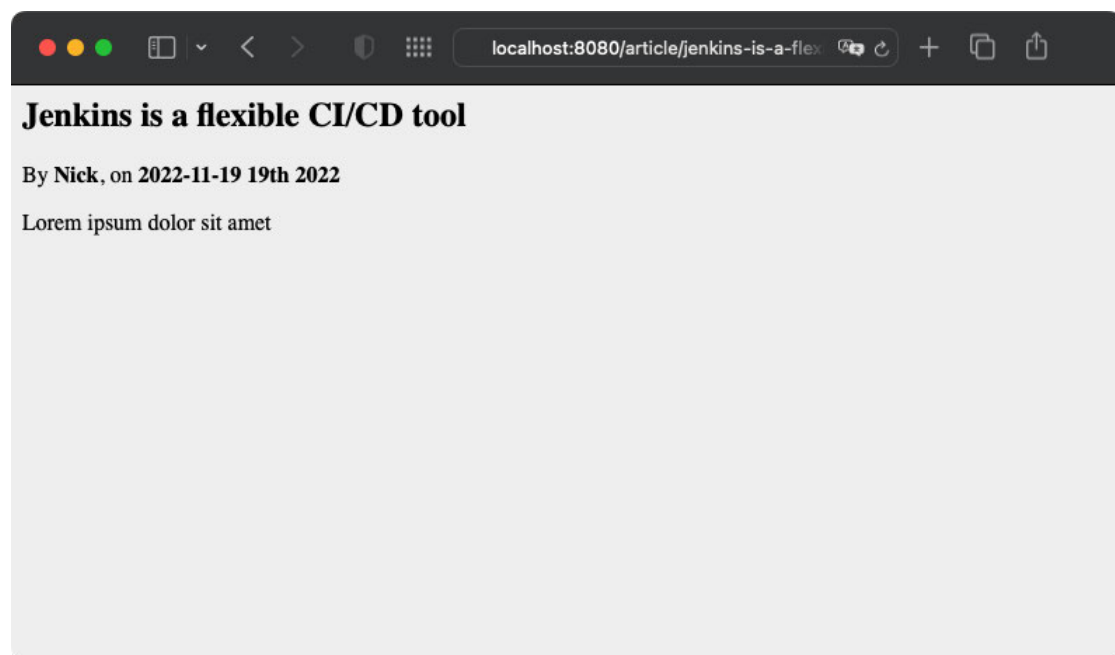 localhost:8080/article/jenkins-is-a-flex
Jenkins is a flexible CI/CD tool
By Nick, on 2022-11-19 19th 2022
Lorem ipsum dolor sit amet